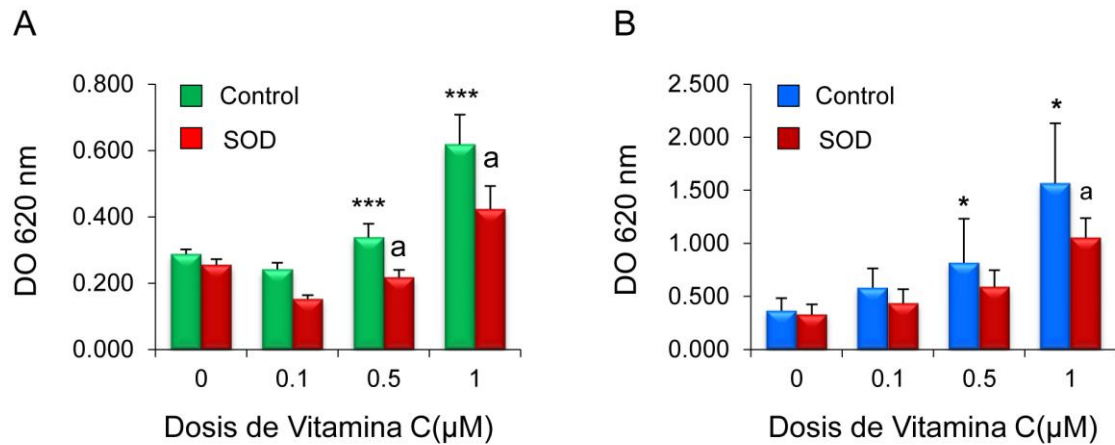 A
DO 620 nm
0.800
0.600
0.400
0.200
0.000
Control
SOD
***
a
***
a
0
0.1
0.5
1
Dosis de Vitamina C(µM)
B
DO 620 nm
2.500
2.000
1.500
1.000
0.500
0.000
Control
SOD
*
*
a
0
0.1
0.5
1
Dosis de Vitamina C(µM)